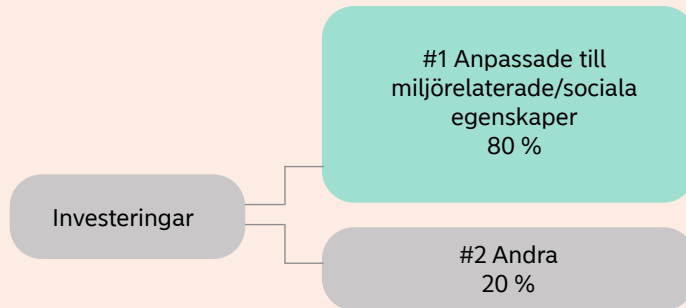 #1 Anpassade till
miljörelaterade/sociala
egenskaper
80 %
Investeringar
#2 Andra
20 %